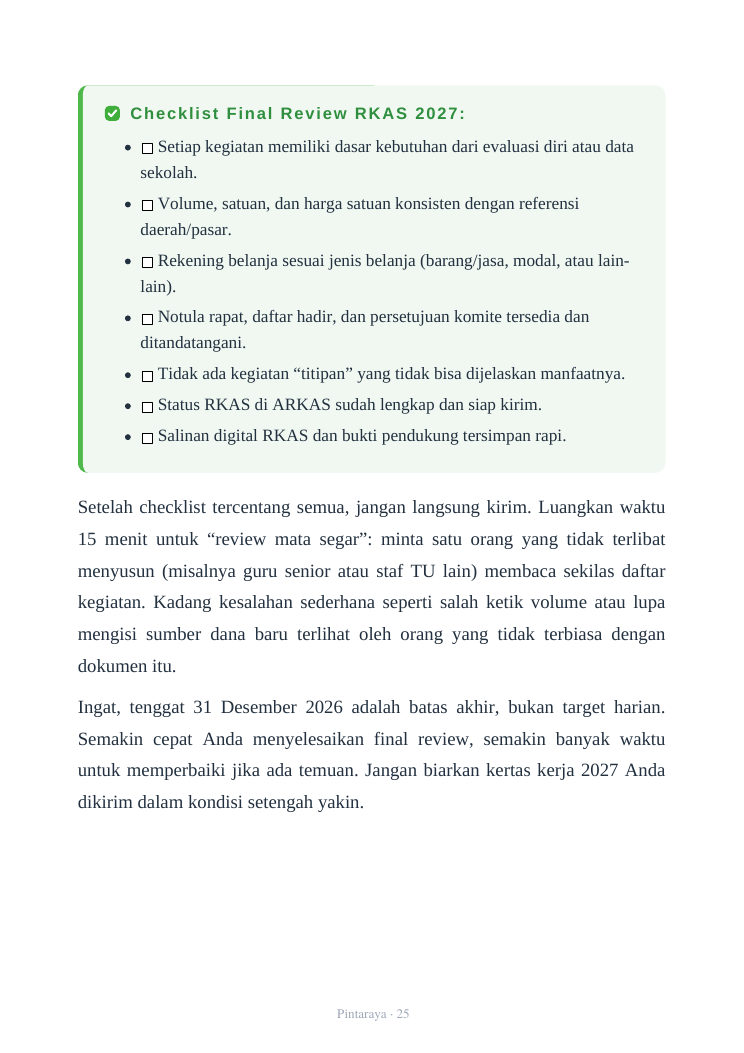 Checklist Final Review RKAS 2027:
• ☐ Setiap kegiatan memiliki dasar kebutuhan dari evaluasi diri atau data
sekolah.
• ☐ Volume, satuan, dan harga satuan konsisten dengan referensi
daerah/pasar.
• ☐ Rekening belanja sesuai jenis belanja (barang/jasa, modal, atau lain-
lain).
• ☐ Notula rapat, daftar hadir, dan persetujuan komite tersedia dan
ditandatangani.
• ☐ Tidak ada kegiatan “titipan” yang tidak bisa dijelaskan manfaatnya.
• ☐ Status RKAS di ARKAS sudah lengkap dan siap kirim.
• ☐ Salinan digital RKAS dan bukti pendukung tersimpan rapi.
Setelah checklist tercentang semua, jangan langsung kirim. Luangkan waktu
15 menit untuk “review mata segar”: minta satu orang yang tidak terlibat
menyusun (misalnya guru senior atau staf TU lain) membaca sekilas daftar
kegiatan. Kadang kesalahan sederhana seperti salah ketik volume atau lupa
mengisi sumber dana baru terlihat oleh orang yang tidak terbiasa dengan
dokumen itu.
Ingat, tenggat 31 Desember 2026 adalah batas akhir, bukan target harian.
Semakin cepat Anda menyelesaikan final review, semakin banyak waktu
untuk memperbaiki jika ada temuan. Jangan biarkan kertas kerja 2027 Anda
dikirim dalam kondisi setengah yakin.
Pintaraya · 25